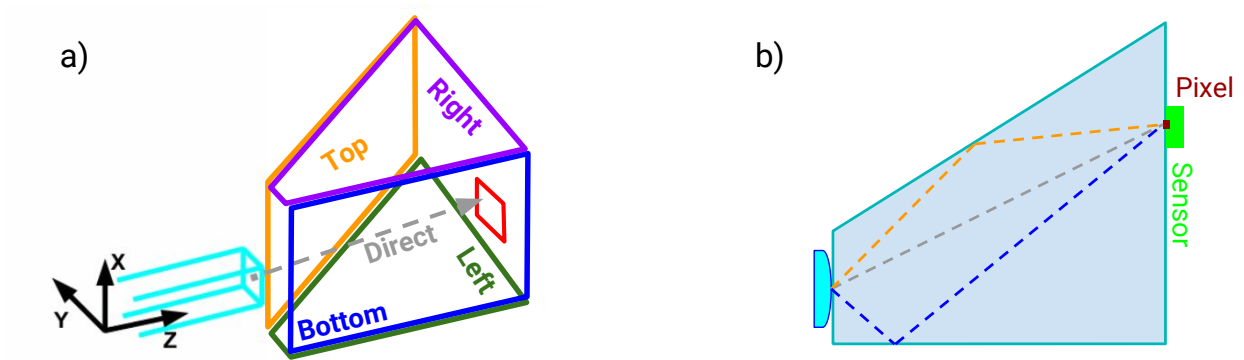 a)
Top
Right
Direct
Left
Bottom
X
Y
Z
b)
Pixel
Sensor